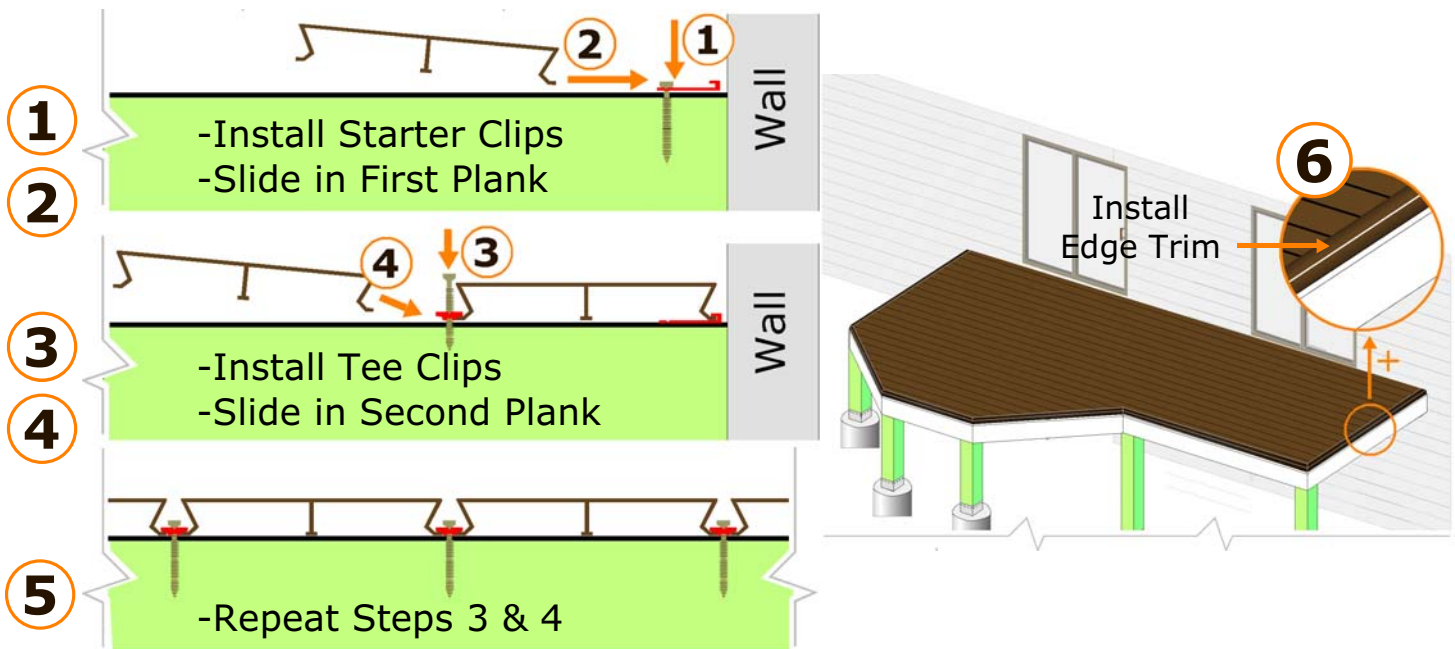 2
1
Wall
1
2
-Install Starter Clips
-Slide in First Plank
4
3
Wall
3
4
-Install Tee Clips
-Slide in Second Plank
5
-Repeat Steps 3 & 4
6
Install
Edge Trim
+